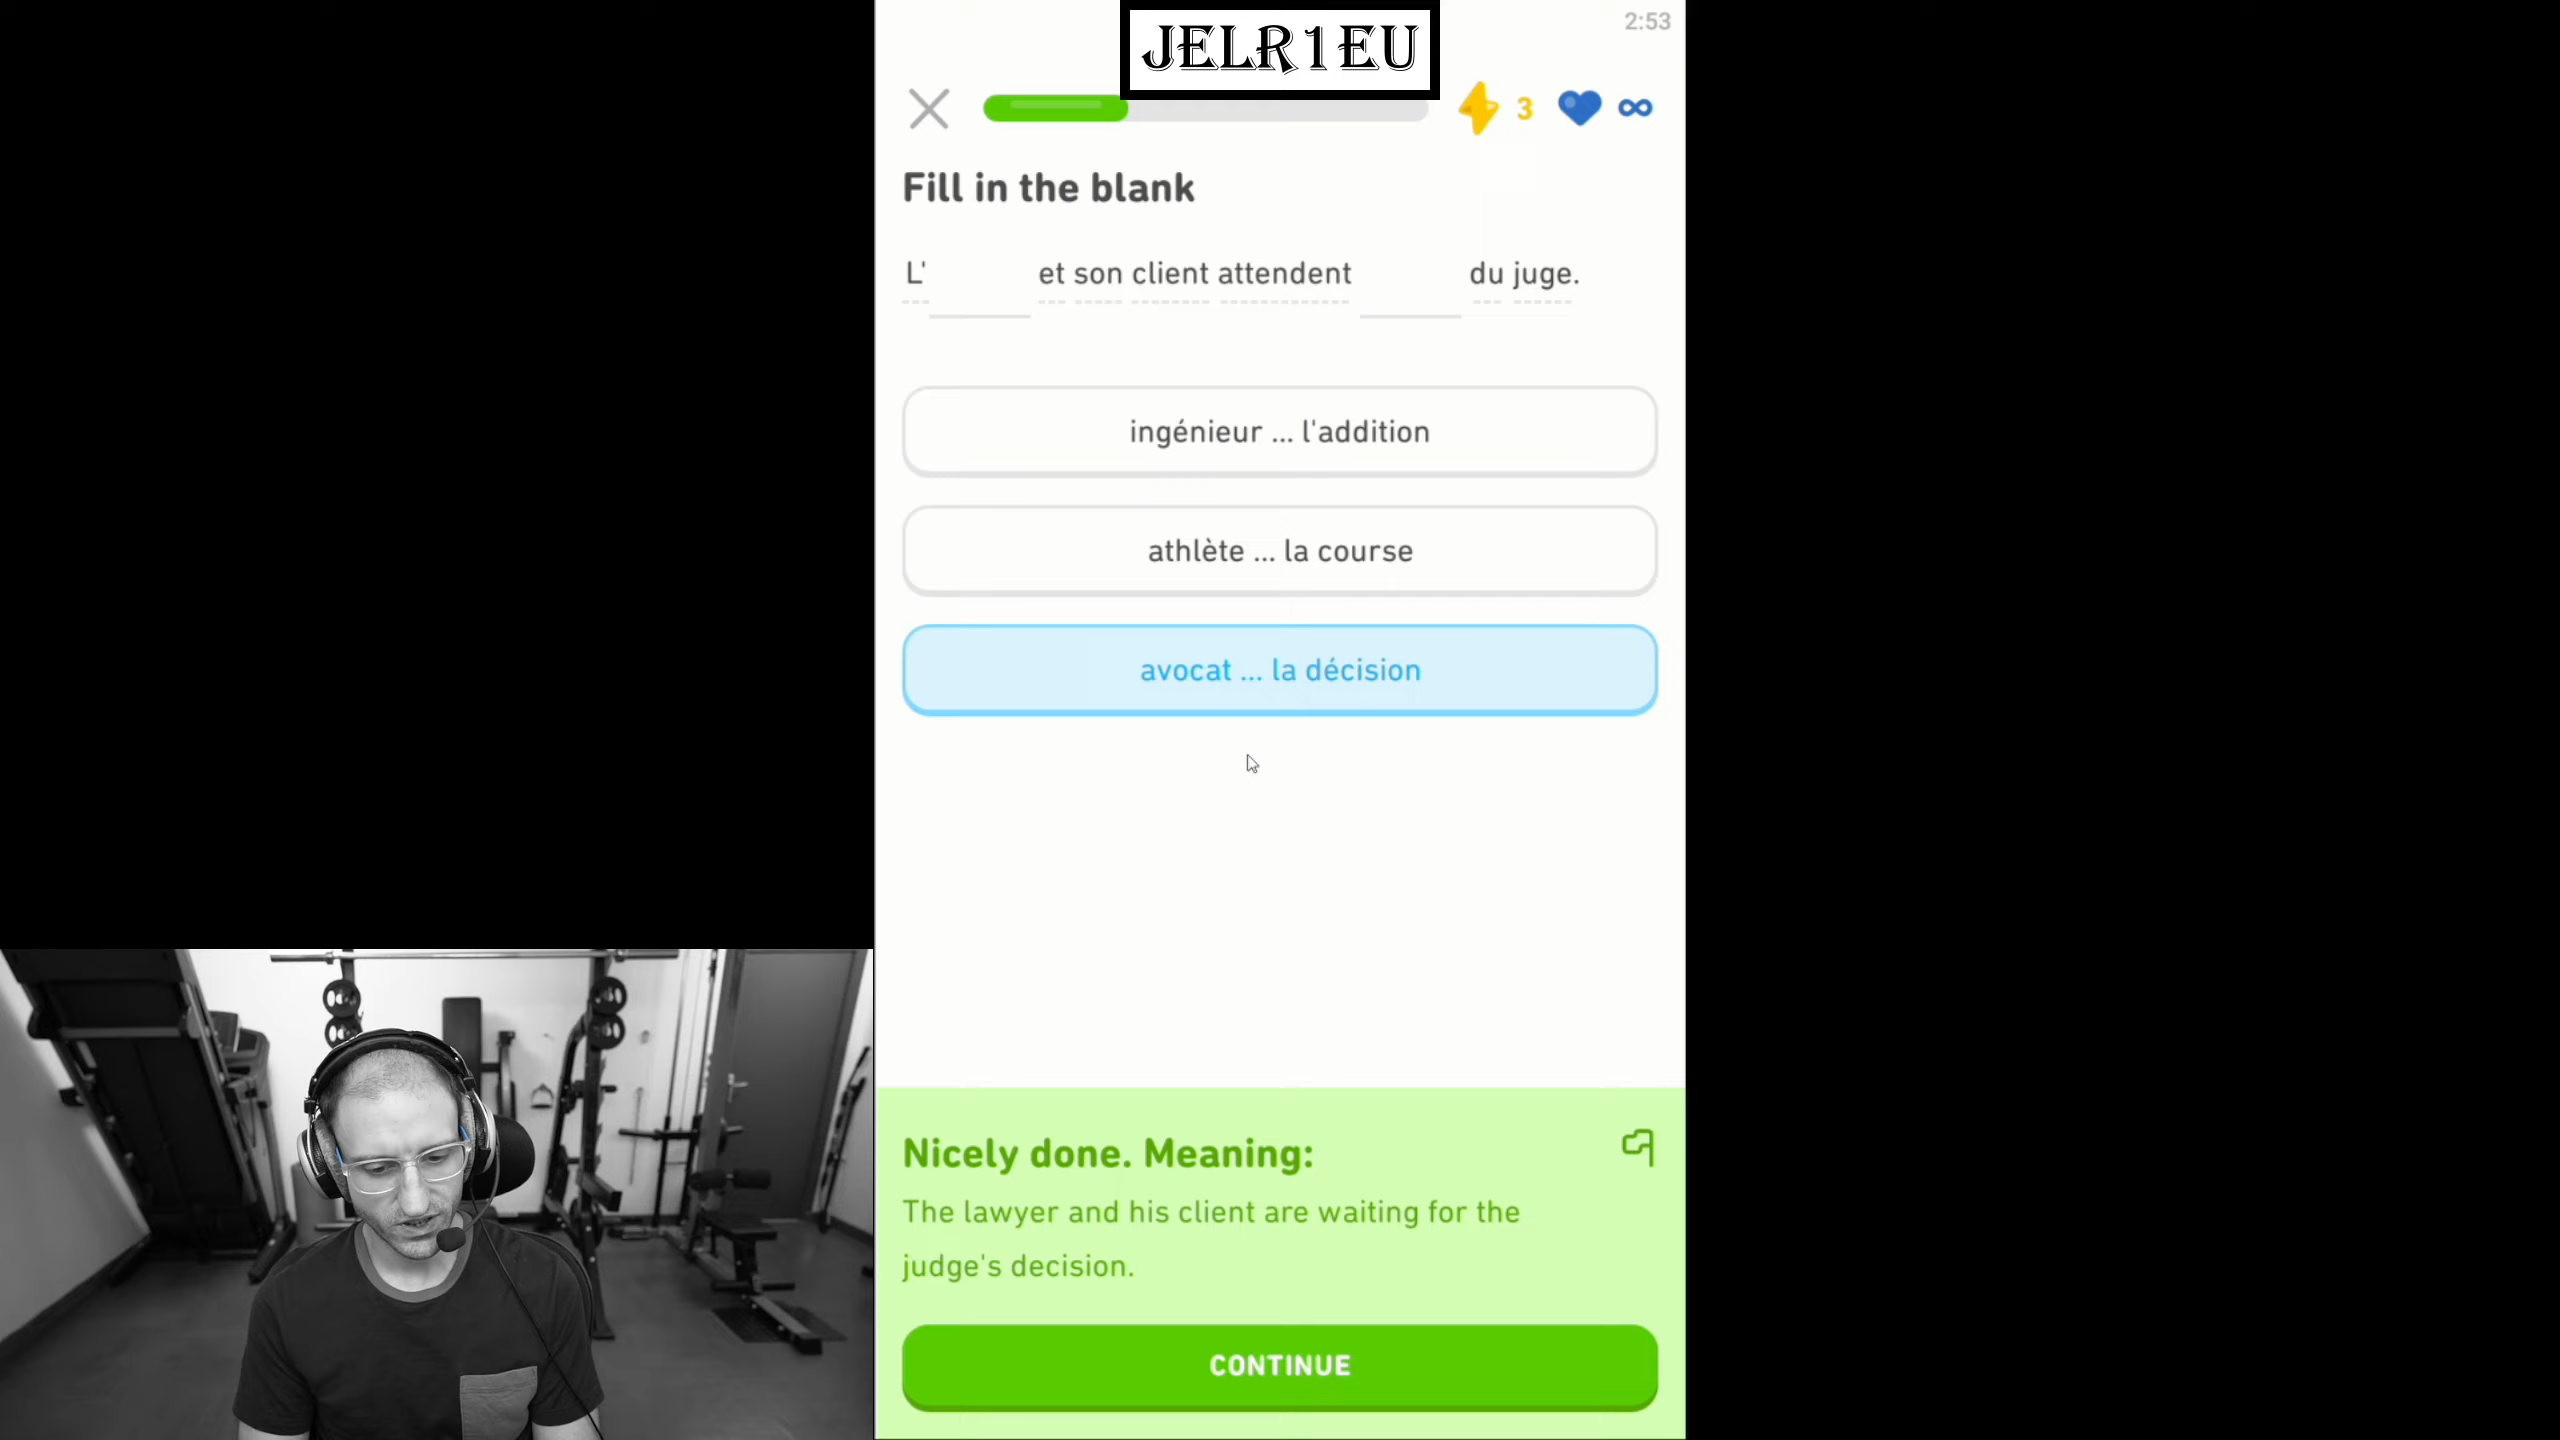 JELR1EU
2:53
3 ∞
Fill in the blank
L' et son client attendent du juge.
ingénieur ... l'addition
athlète ... la course
avocat ... la décision
Nicely done. Meaning:
The lawyer and his client are waiting for the
judge's decision.
CONTINUE